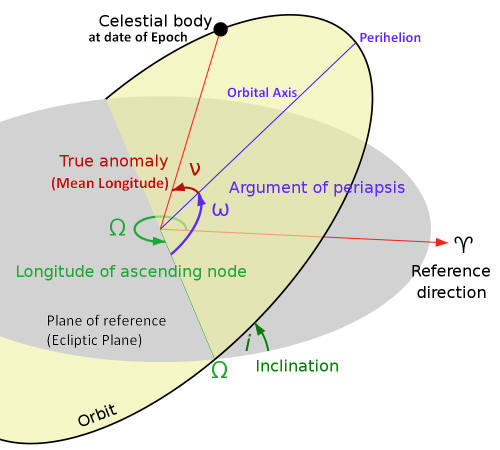 Celestial body
at date of Epoch
Perihelion
Orbital Axis
True anomaly
(Mean Longitude)
ν
Argument of periapsis
ω
Ω
♈
Reference
direction
Longitude of ascending node
Plane of reference
(Ecliptic Plane)
i
Inclination
Ω
Orbit